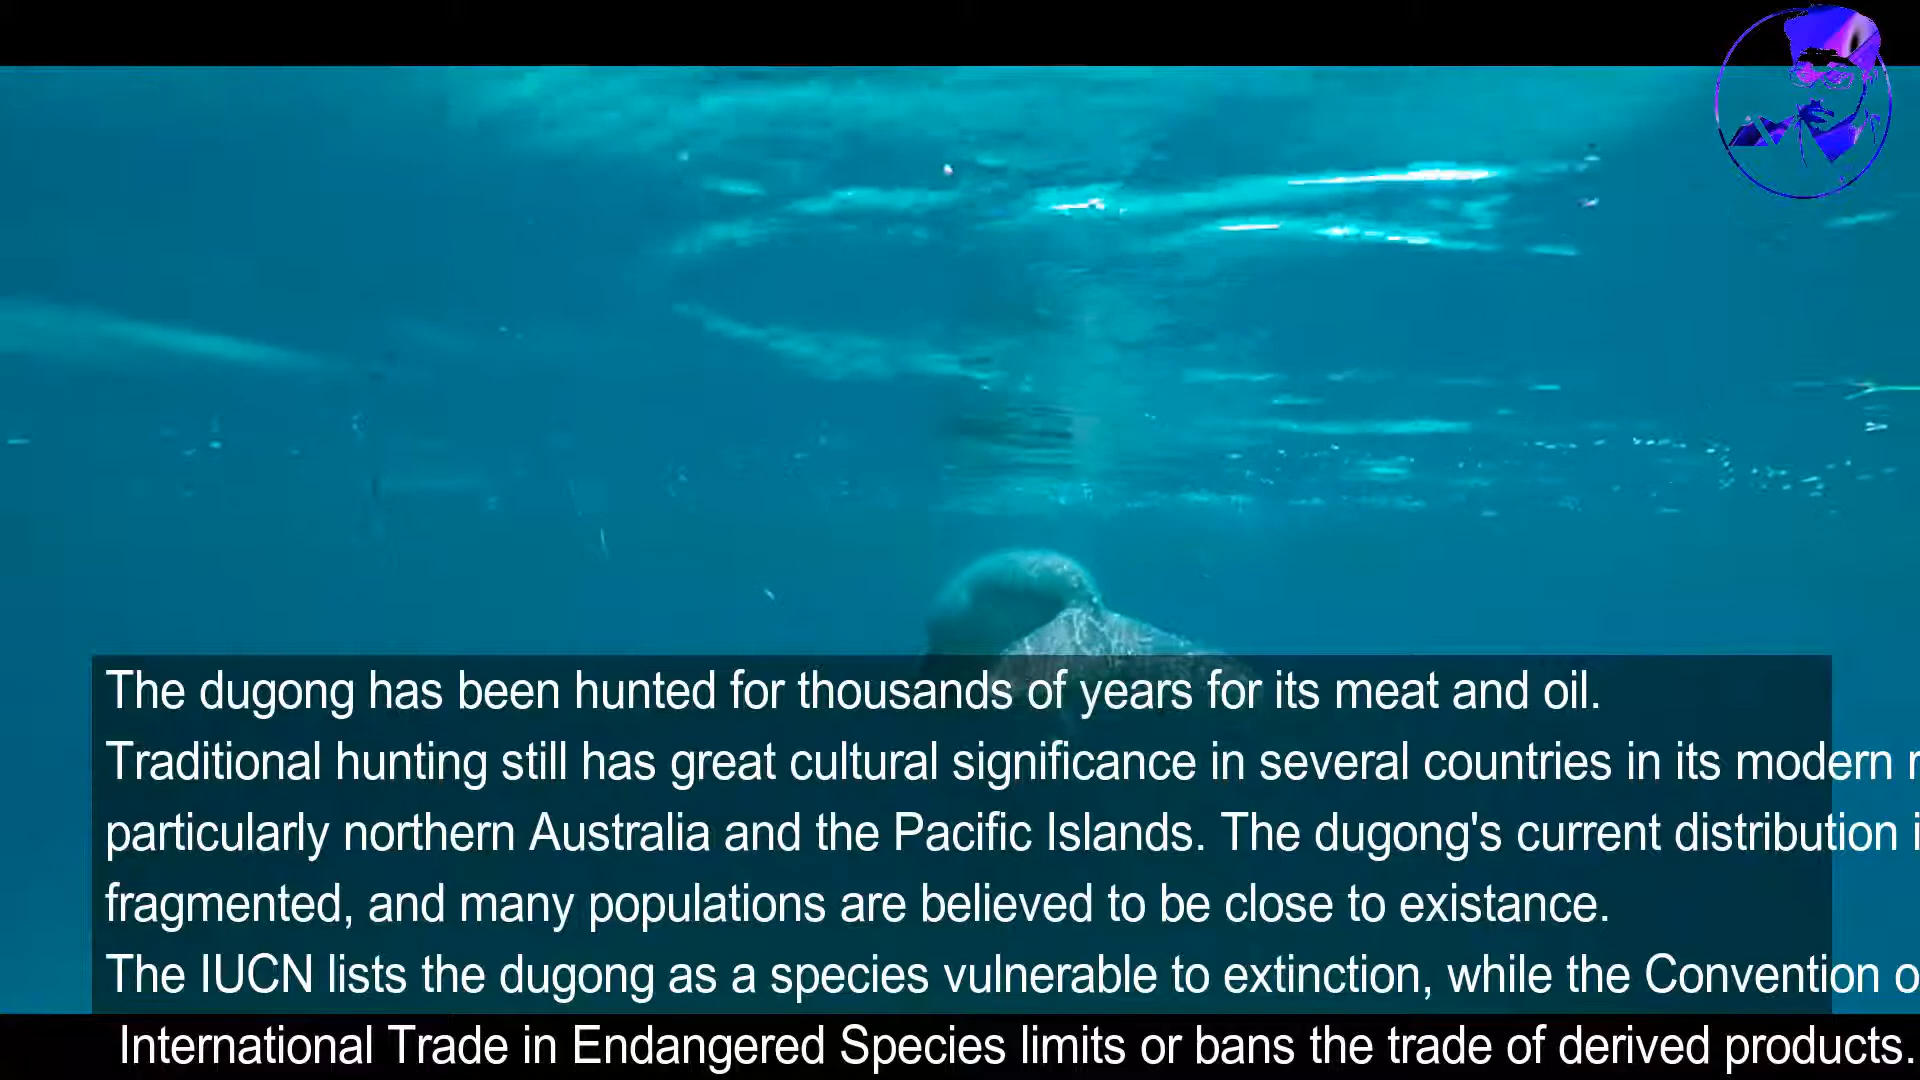 The dugong has been hunted for thousands of years for its meat and oil.
Traditional hunting still has great cultural significance in several countries in its modern
particularly northern Australia and the Pacific Islands. The dugong's current distribution
fragmented, and many populations are believed to be close to existance.
The IUCN lists the dugong as a species vulnerable to extinction, while the Convention
International Trade in Endangered Species limits or bans the trade of derived products.